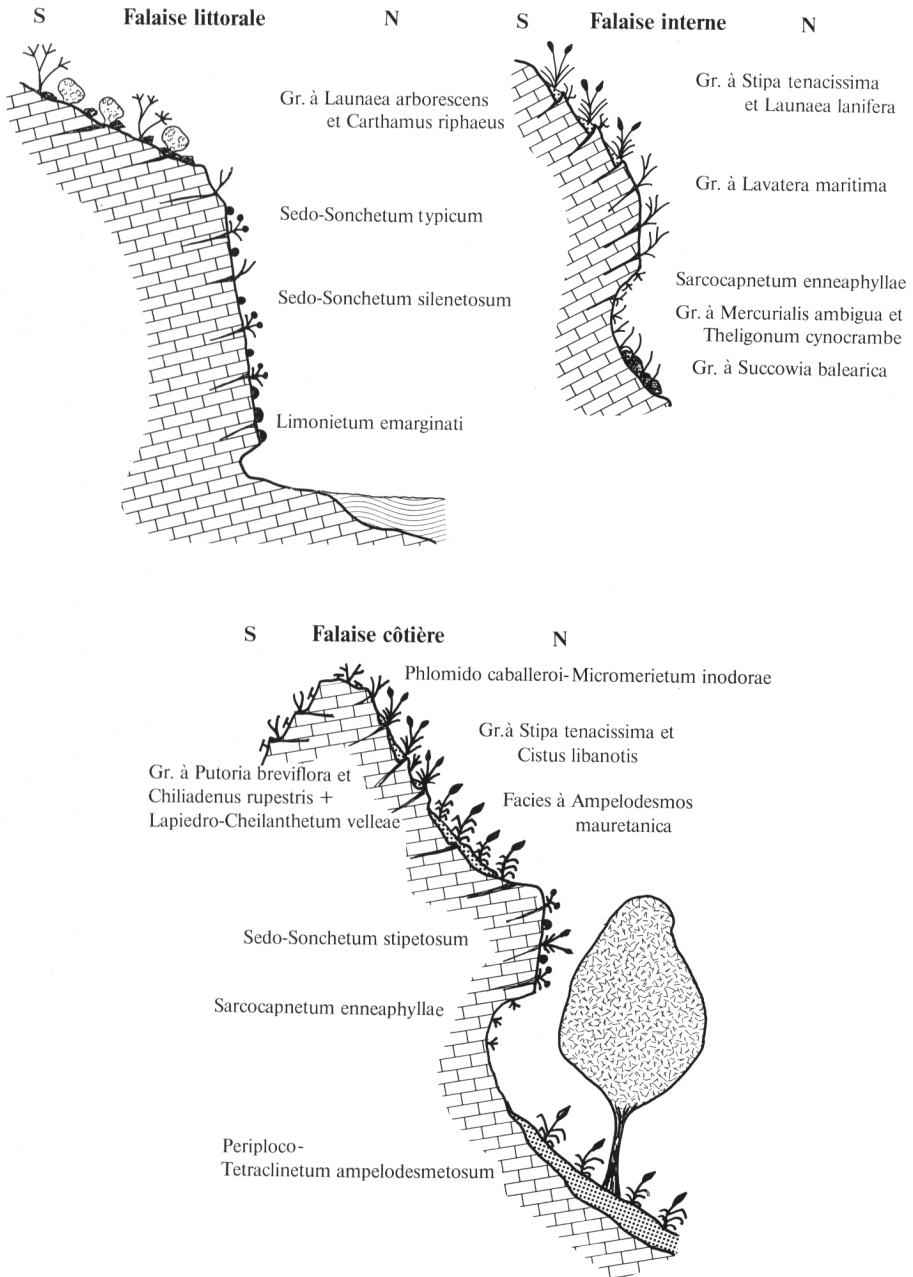 S Falaise littorale N
Gr. à Launaea arborescens
et Carthamus riphaeus
Sedo-Sonchetum typicum
Sedo-Sonchetum silenetosum
Limonietum emarginati
S Falaise interne N
Gr. à Stipa tenacissima
et Launaea lanifera
Gr. à Lavatera maritima
Sarcocapnetum enneaphyllae
Gr. à Mercurialis ambigua et
Theligonum cynocrambe
Gr. à Succowia balearica
S Falaise côtière N
Phlomido caballeroi-Micromerietum inodorae
Gr.à Stipa tenacissima et
Cistus libanotis
Gr. à Putoria breviflora et
Chiliadenus rupestris +
Lapiedro-Cheilanthetum velleae
Facies à Ampelodesmos
mauretanica
Sedo-Sonchetum stipetosum
Sarcocapnetum enneaphyllae
Periploco-
Tetraclinetum ampelodesmetosum